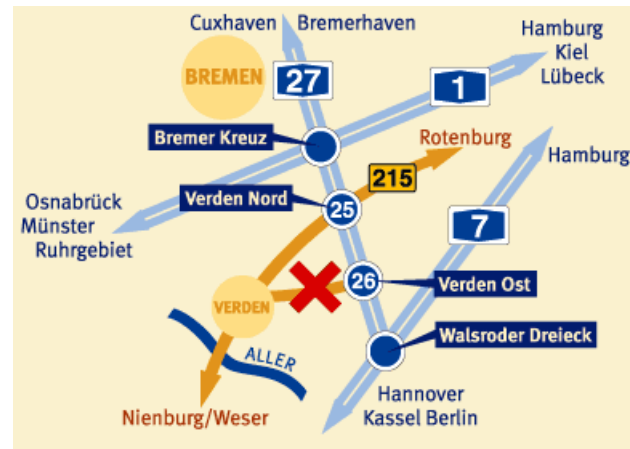 Cuxhaven Bremerhaven
Hamburg
Kiel
Lübeck
BREMEN
27
1
Bremer Kreuz
Rotenburg
Hamburg
215
Osnabrück
Münster
Ruhrgebiet
Verden Nord
25
7
26
Verden Ost
VERDEN
Walsroder Dreieck
ALLER
Hannover
Kassel Berlin
Nienburg/Weser